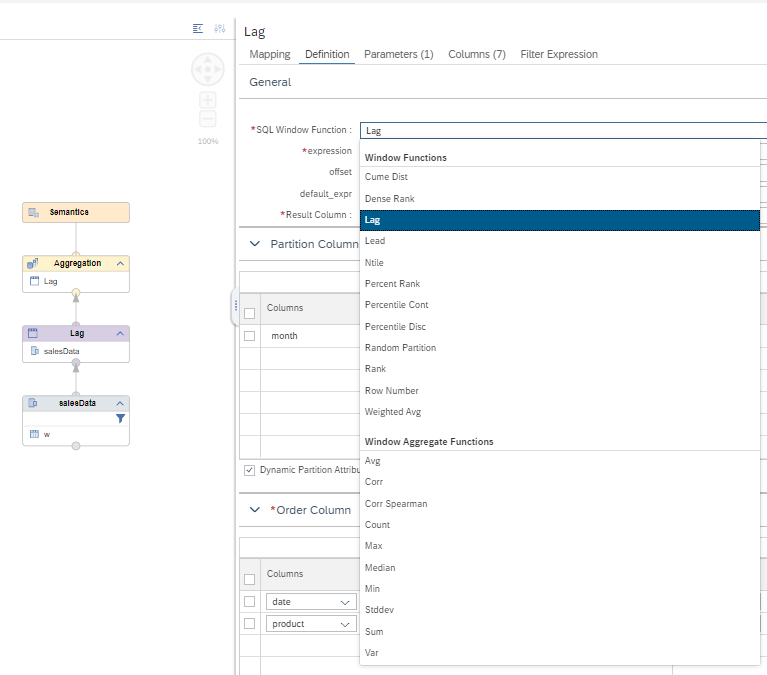 Lag
Mapping Definition Parameters (1) Columns (7) Filter Expression
General
*SQL Window Function : Lag
*expression
offset
default_expr
*Result Column :
Window Functions
Cume Dist
Dense Rank
Lag
Lead
Ntile
Percent Rank
Percentile Cont
Percentile Disc
Random Partition
Rank
Row Number
Weighted Avg
Window Aggregate Functions
Avg
Corr
Corr Spearman
Count
Max
Median
Min
Stddev
Sum
Var
Partition Column
Columns
month
Dynamic Partition Attribu
*Order Column
Columns
date
product
100%
Semantics
Aggregation
Lag
Lag
salesData
salesData
w